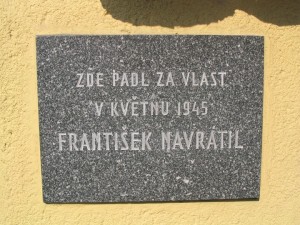 ZDE PADL ZA VLAST
V KVĚTNU 1945
FRANTIŠEK NAVRÁTIL